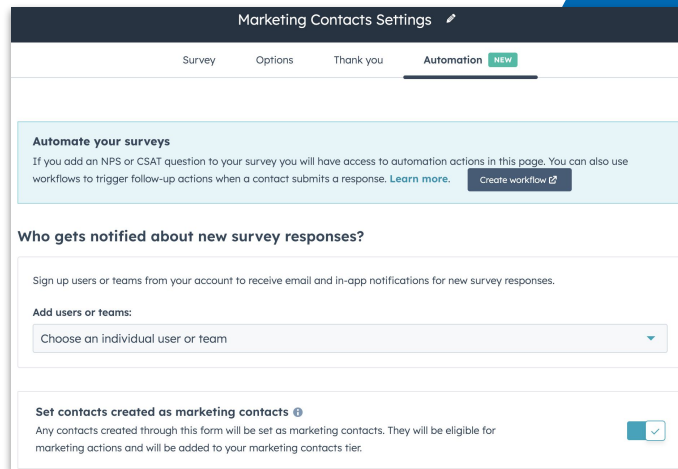 Marketing Contacts Settings
Survey Options Thank you Automation NEW
Automate your surveys
If you add an NPS or CSAT question to your survey you will have access to automation actions in this page. You can also use
workflows to trigger follow-up actions when a contact submits a response. Learn more. Create workflow
Who gets notified about new survey responses?
Sign up users or teams from your account to receive email and in-app notifications for new survey responses.
Add users or teams:
Choose an individual user or team
Set contacts created as marketing contacts
Any contacts created through this form will be set as marketing contacts. They will be eligible for
marketing actions and will be added to your marketing contacts tier.